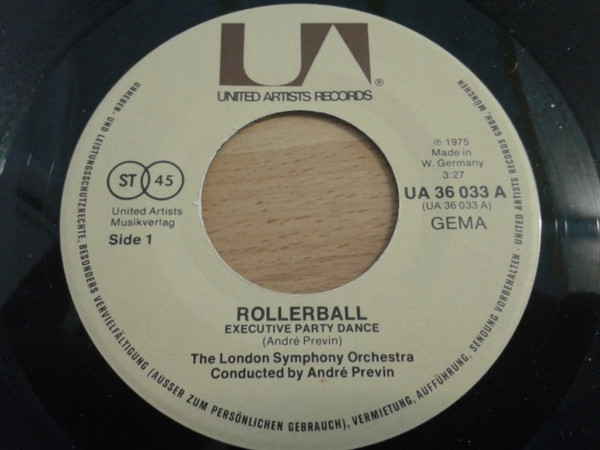 UA
®
UNITED ARTISTS RECORDS
℗ 1975
Made in
W. Germany
3:27
UA 36 033 A
(UA 36 033 A)
GEMA
ST 45
United Artists
Musikverlag
Side 1
ROLLERBALL
EXECUTIVE PARTY DANCE
(André Previn)
The London Symphony Orchestra
Conducted by André Previn
URHEBER- UND LEISTUNGSSCHUTZRECHTE, BESONDERS VERVIELFÄLTIGUNG (AUSSER ZUM PERSÖNLICHEN GEBRAUCH), VERMIETUNG, AUFFÜHRUNG, SENDUNG VORBEHALTEN · UNITED ARTISTS RECORDS GMBH, MÜNCHEN